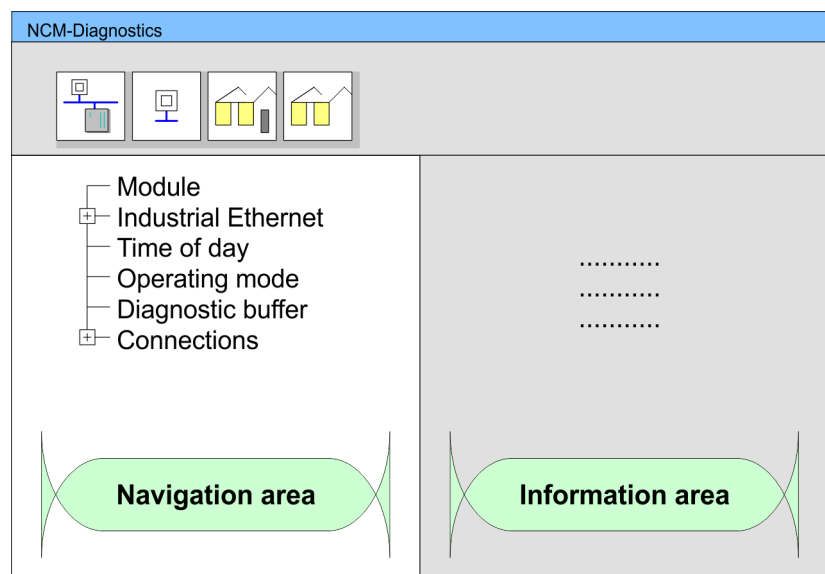 NCM-Diagnostics
Module
Industrial Ethernet
Time of day
Operating mode
Diagnostic buffer
Connections
...........
...........
...........
Navigation area
Information area